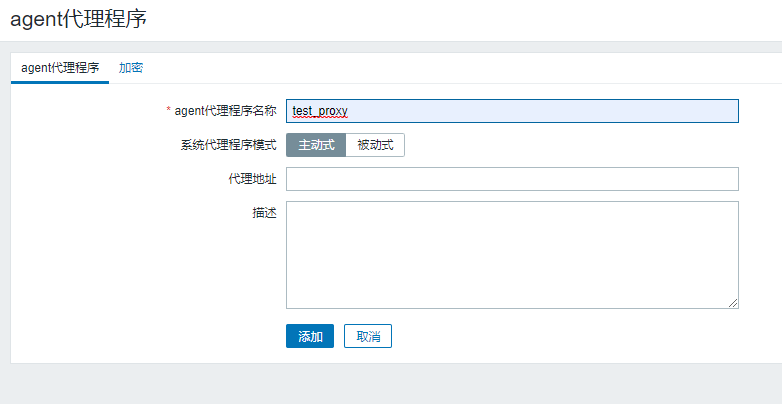 agent代理程序
agent代理程序 加密
* agent代理程序名称 test_proxy
系统代理程序模式 主动式 被动式
代理地址
描述
添加 取消